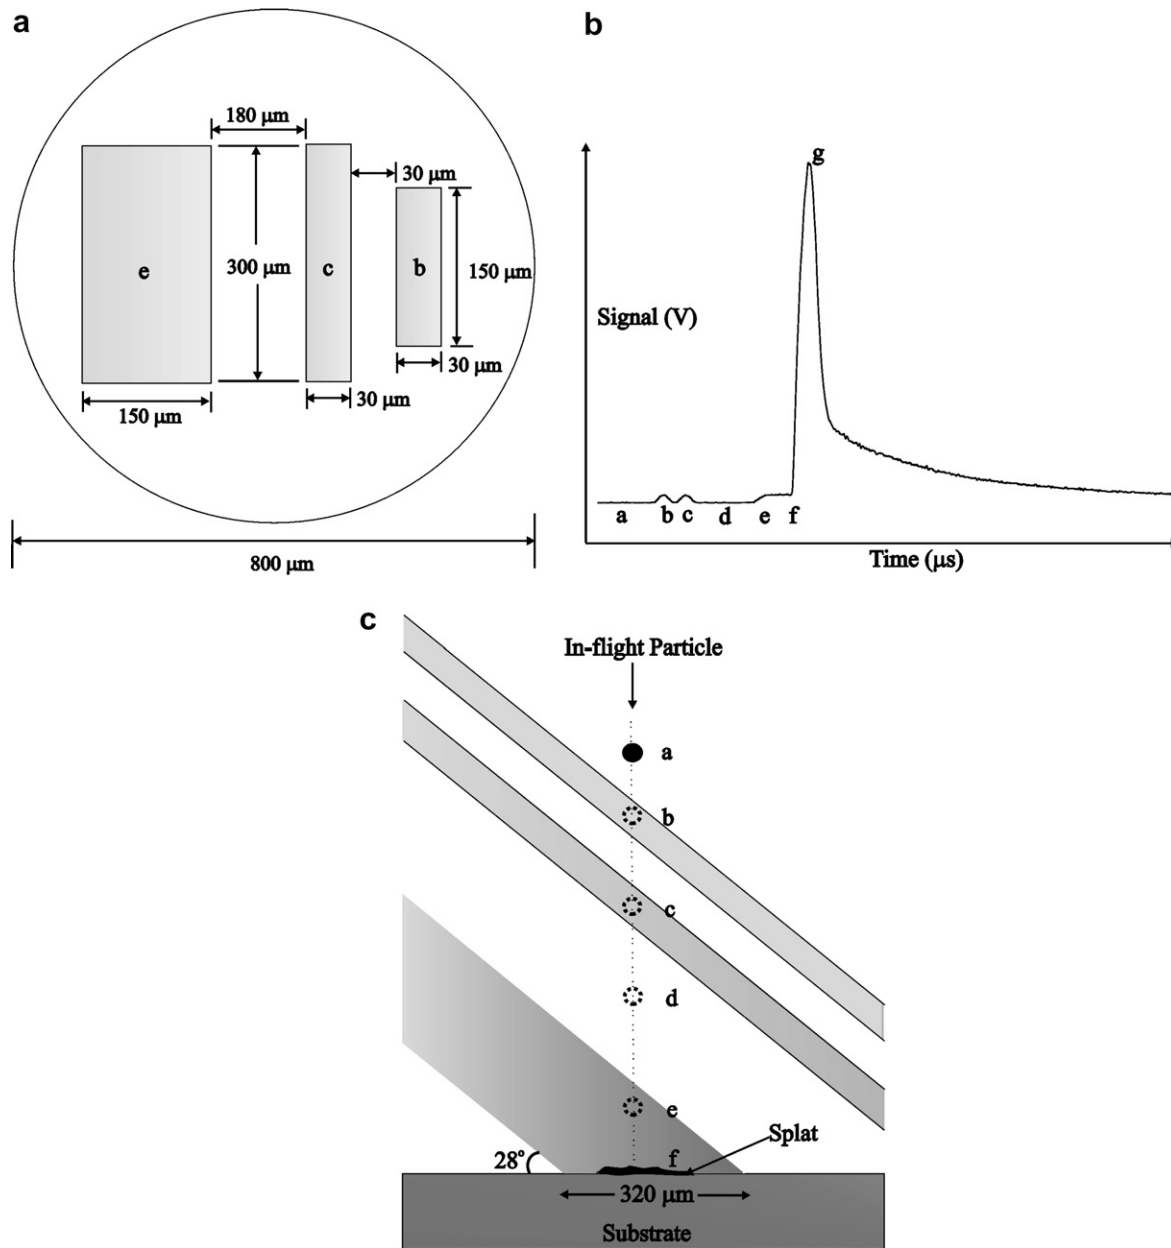 a
180 μm
30 μm
e
300 μm
c
b
150 μm
30 μm
150 μm
30 μm
800 μm
b
g
Signal (V)
a
b
c
d
e
f
Time (μs)
c
In-flight Particle
a
b
c
d
e
Splat
f
28°
320 μm
Substrate